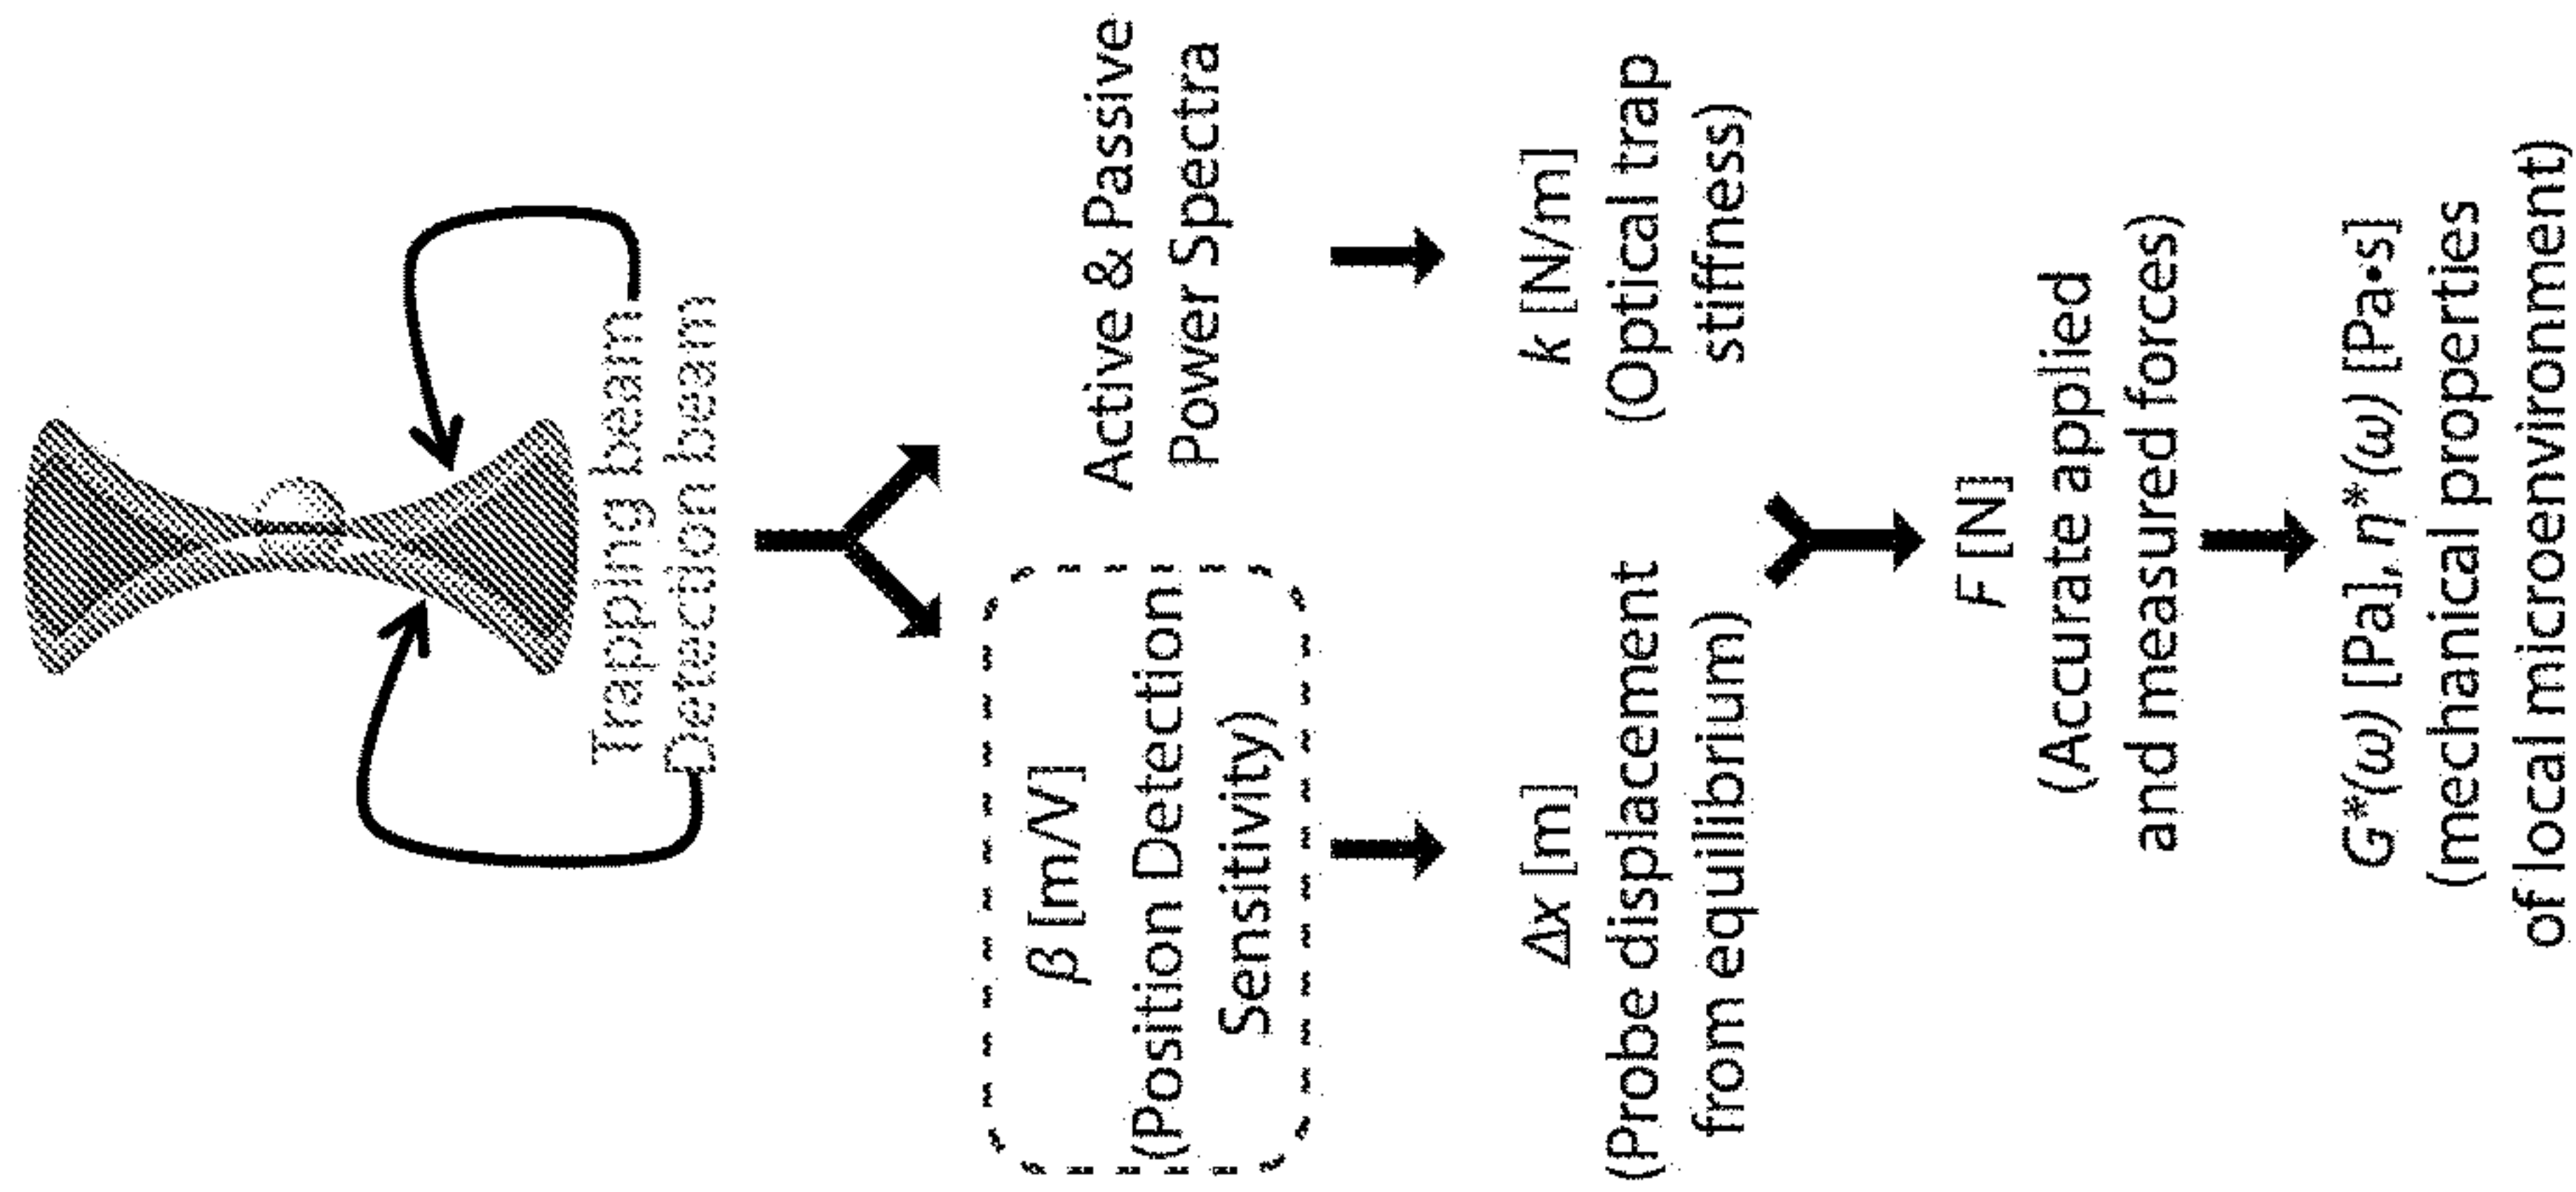 Trapping beam
Detection beam
β [m/V]
(Position Detection
Sensitivity)
Active & Passive
Power Spectra
Δx [m]
(Probe displacement
from equilibrium)
k [N/m]
(Optical trap
stiffness)
F [N]
(Accurate applied
and measured forces)
G*(ω) [Pa], η*(ω) [Pa•s]
(mechanical properties
of local microenvironment)